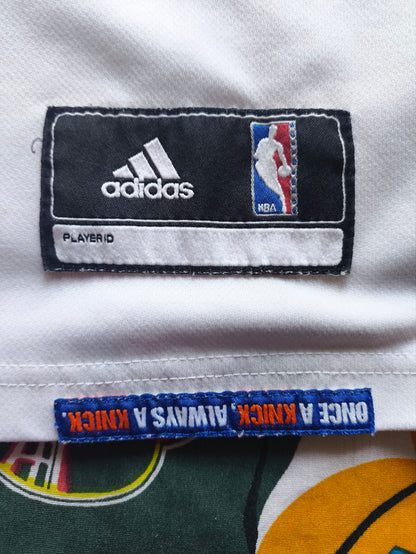 adidas
NBA
PLAYER ID
ONCE A KNICK, ALWAYS A KNICK.